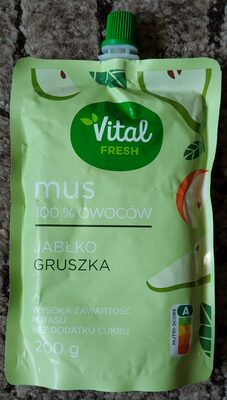 Vital
FRESH
mus
100 % OWOCÓW
JABŁKO
GRUSZKA
WYSOKA ZAWARTOŚĆ
POTASU
BEZ DODATKU CUKRU
200 g
A
NUTRI-SCORE